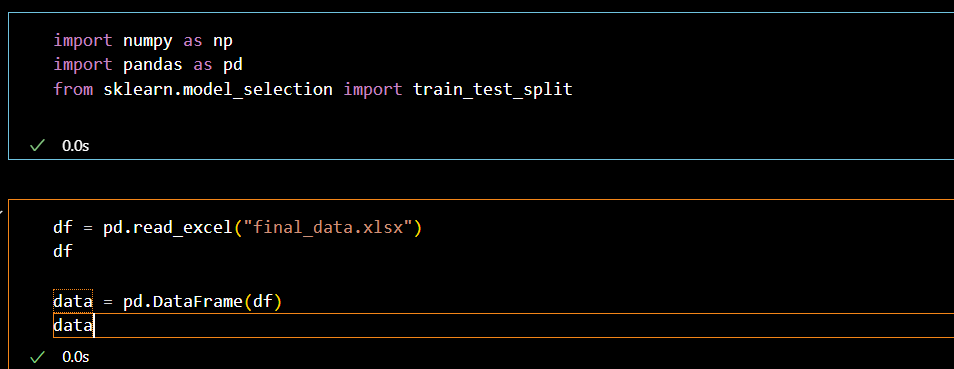 import numpy as np
import pandas as pd
from sklearn.model_selection import train_test_split
0.0s
df = pd.read_excel("final_data.xlsx")
df
data = pd.DataFrame(df)
data
0.0s